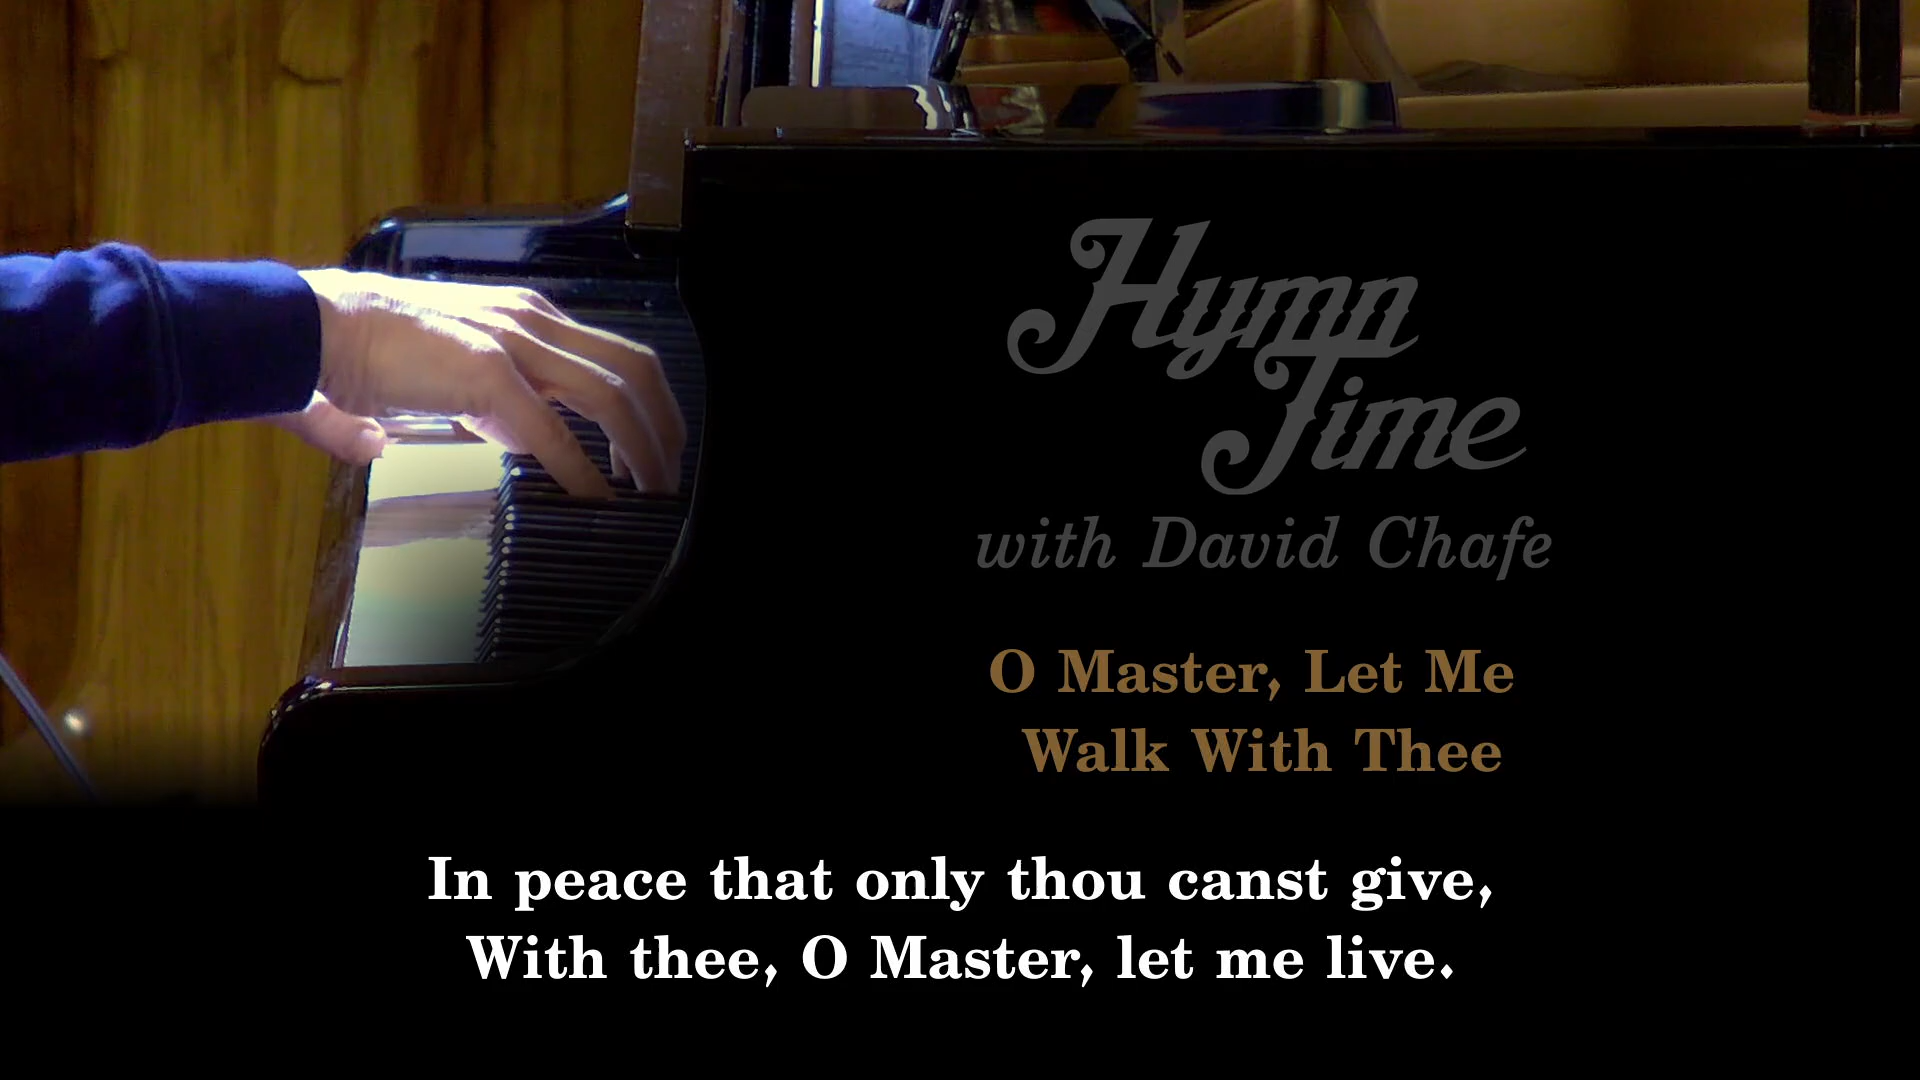 Hymn
Time
with David Chafe
O Master, Let Me
Walk With Thee
In peace that only thou canst give,
With thee, O Master, let me live.